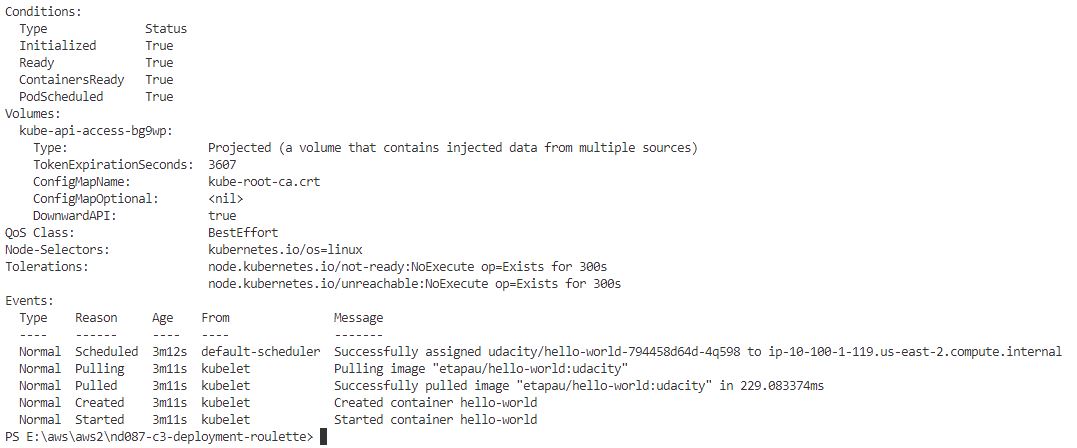 Conditions:
  Type              Status
  Initialized       True
  Ready             True
  ContainersReady   True
  PodScheduled      True
Volumes:
  kube-api-access-bg9wp:
    Type:                    Projected (a volume that contains injected data from multiple sources)
    TokenExpirationSeconds:  3607
    ConfigMapName:           kube-root-ca.crt
    ConfigMapOptional:       <nil>
    DownwardAPI:             true
QoS Class:                   BestEffort
Node-Selectors:              kubernetes.io/os=linux
Tolerations:                 node.kubernetes.io/not-ready:NoExecute op=Exists for 300s
                             node.kubernetes.io/unreachable:NoExecute op=Exists for 300s
Events:
  Type    Reason     Age    From               Message
  ----    ------     ----   ----               -------
  Normal  Scheduled  3m12s  default-scheduler  Successfully assigned udacity/hello-world-794458d64d-4q598 to ip-10-100-1-119.us-east-2.compute.internal
  Normal  Pulling    3m11s  kubelet            Pulling image "etapau/hello-world:udacity"
  Normal  Pulled     3m11s  kubelet            Successfully pulled image "etapau/hello-world:udacity" in 229.083374ms
  Normal  Created    3m11s  kubelet            Created container hello-world
  Normal  Started    3m11s  kubelet            Started container hello-world
PS E:\aws\aws2\nd087-c3-deployment-roulette>